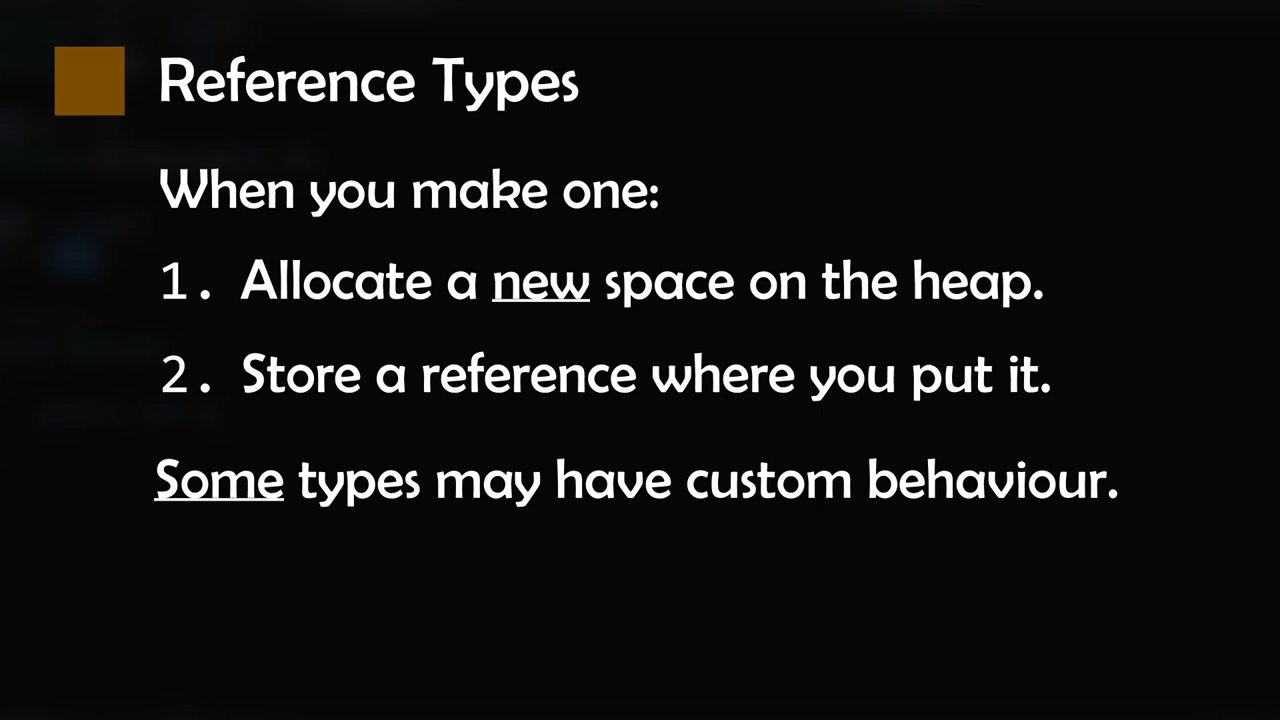 Reference Types
When you make one:
1. Allocate a new space on the heap.
2. Store a reference where you put it.
Some types may have custom behaviour.